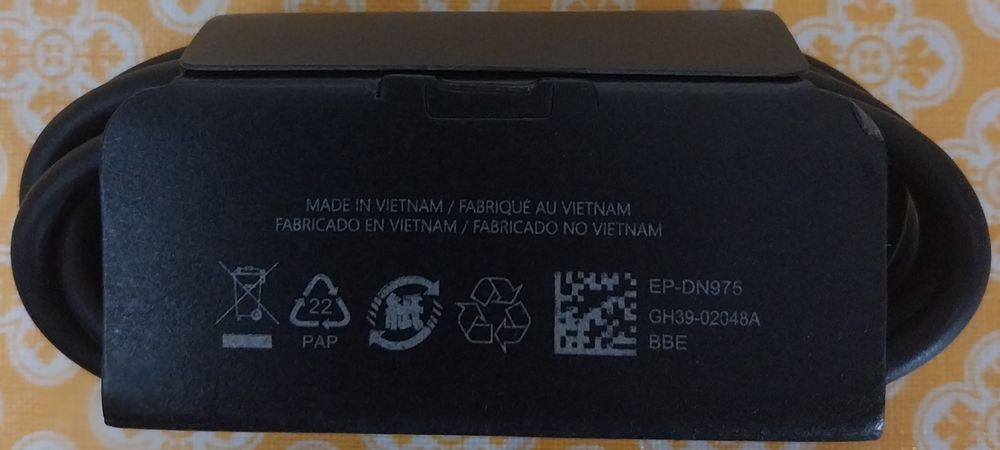 MADE IN VIETNAM / FABRIQUÉ AU VIETNAM
FABRICADO EN VIETNAM / FABRICADO NO VIETNAM
22
PAP
紙
EP-DN975
GH39-02048A
BBE